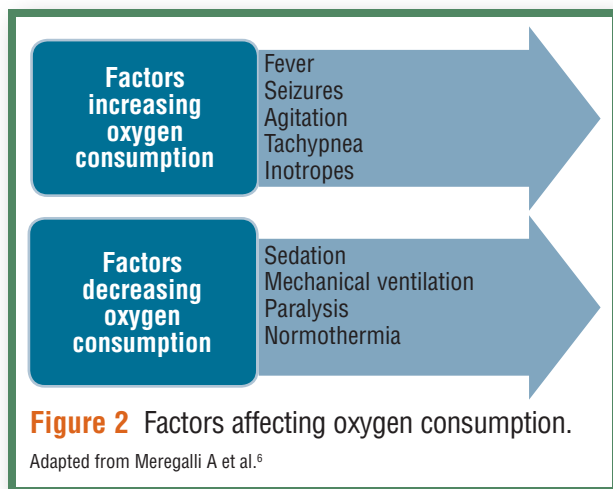 Factors
increasing
oxygen
consumption
Fever
Seizures
Agitation
Tachypnea
Inotropes
Factors
decreasing
oxygen
consumption
Sedation
Mechanical ventilation
Paralysis
Normothermia
Figure 2 Factors affecting oxygen consumption.
Adapted from Meregalli A et al.⁶